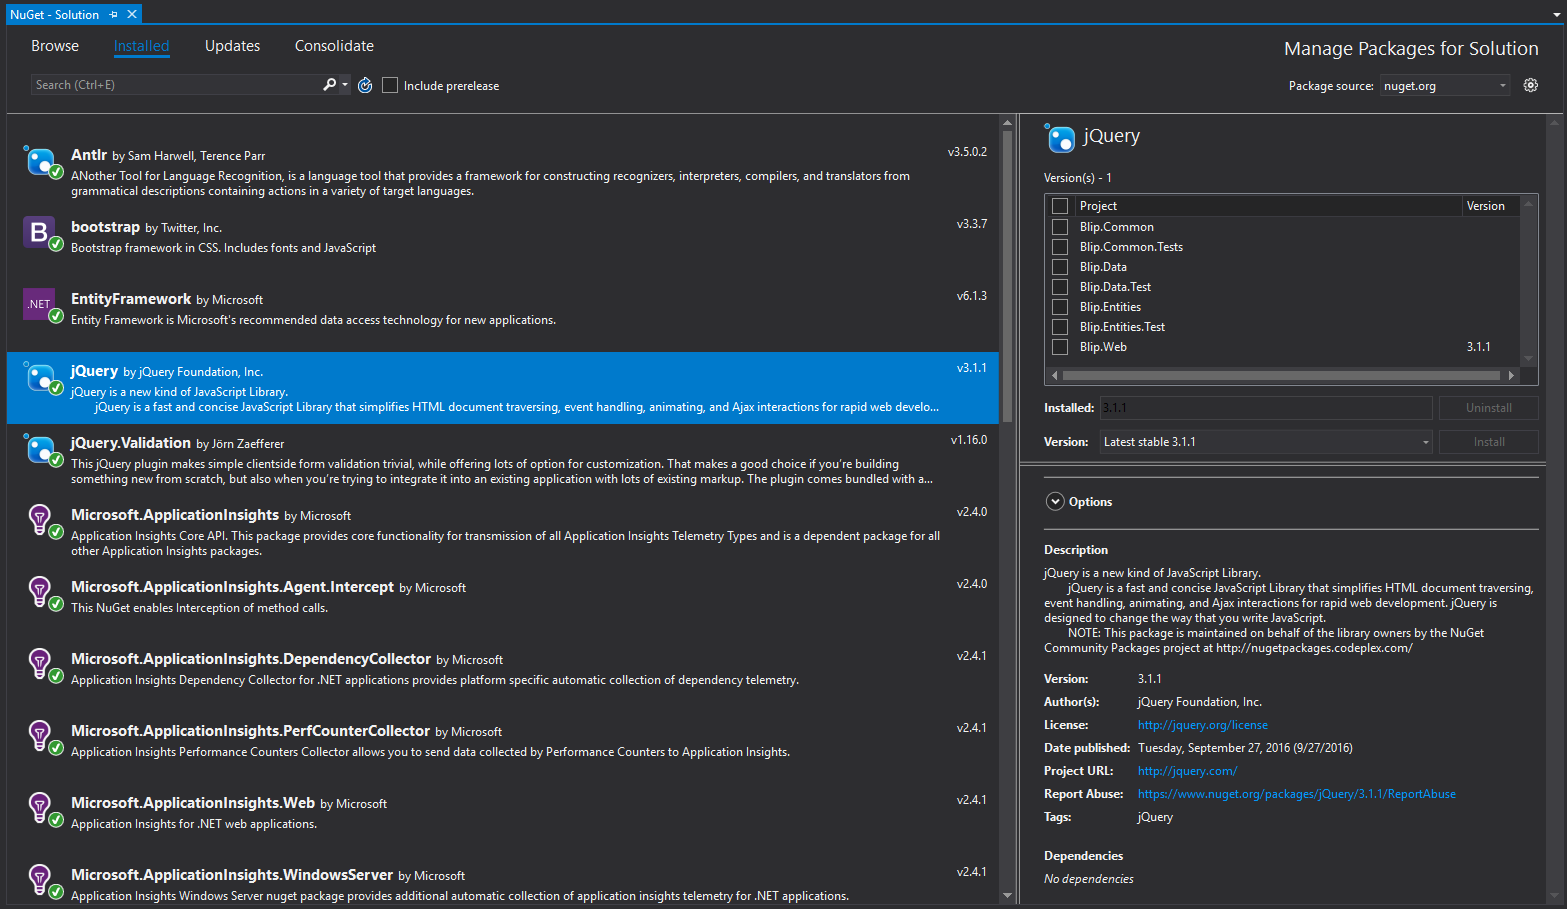 NuGet - Solution
Browse Installed Updates Consolidate
Manage Packages for Solution
Search (Ctrl+E)
Include prerelease
Package source: nuget.org
Antlr by Sam Harwell, Terence Parr v3.5.0.2
ANother Tool for Language Recognition, is a language tool that provides a framework for constructing recognizers, interpreters, compilers, and translators from
grammatical descriptions containing actions in a variety of target languages.
B
bootstrap by Twitter, Inc. v3.3.7
Bootstrap framework in CSS. Includes fonts and JavaScript
.NET
EntityFramework by Microsoft v6.1.3
Entity Framework is Microsoft's recommended data access technology for new applications.
jQuery by jQuery Foundation, Inc. v3.1.1
jQuery is a new kind of JavaScript Library.
jQuery is a fast and concise JavaScript Library that simplifies HTML document traversing, event handling, animating, and Ajax interactions for rapid web develo...
jQuery.Validation by Jörn Zaefferer v1.16.0
This jQuery plugin makes simple clientside form validation trivial, while offering lots of option for customization. That makes a good choice if you're building
something new from scratch, but also when you're trying to integrate it into an existing application with lots of existing markup. The plugin comes bundled with a...
Microsoft.ApplicationInsights by Microsoft v2.4.0
Application Insights Core API. This package provides core functionality for transmission of all Application Insights Telemetry Types and is a dependent package for all
other Application Insights packages.
Microsoft.ApplicationInsights.Agent.Intercept by Microsoft v2.4.0
This NuGet enables Interception of method calls.
Microsoft.ApplicationInsights.DependencyCollector by Microsoft v2.4.1
Application Insights Dependency Collector for .NET applications provides platform specific automatic collection of dependency telemetry.
Microsoft.ApplicationInsights.PerfCounterCollector by Microsoft v2.4.1
Application Insights Performance Counters Collector allows you to send data collected by Performance Counters to Application Insights.
Microsoft.ApplicationInsights.Web by Microsoft v2.4.1
Application Insights for .NET web applications.
Microsoft.ApplicationInsights.WindowsServer by Microsoft v2.4.1
Application Insights Windows Server nuget package provides additional automatic collection of application insights telemetry for .NET applications.
jQuery
Version(s) - 1
Project Version
Blip.Common
Blip.Common.Tests
Blip.Data
Blip.Data.Test
Blip.Entities
Blip.Entities.Test
Blip.Web 3.1.1
Installed: 3.1.1 Uninstall
Version: Latest stable 3.1.1 Install
Options
Description
jQuery is a new kind of JavaScript Library.
jQuery is a fast and concise JavaScript Library that simplifies HTML document traversing,
event handling, animating, and Ajax interactions for rapid web development. jQuery is
designed to change the way that you write JavaScript.
NOTE: This package is maintained on behalf of the library owners by the NuGet
Community Packages project at http://nugetpackages.codeplex.com/
Version: 3.1.1
Author(s): jQuery Foundation, Inc.
License: http://jquery.org/license
Date published: Tuesday, September 27, 2016 (9/27/2016)
Project URL: http://jquery.com/
Report Abuse: https://www.nuget.org/packages/jQuery/3.1.1/ReportAbuse
Tags: jQuery
Dependencies
No dependencies